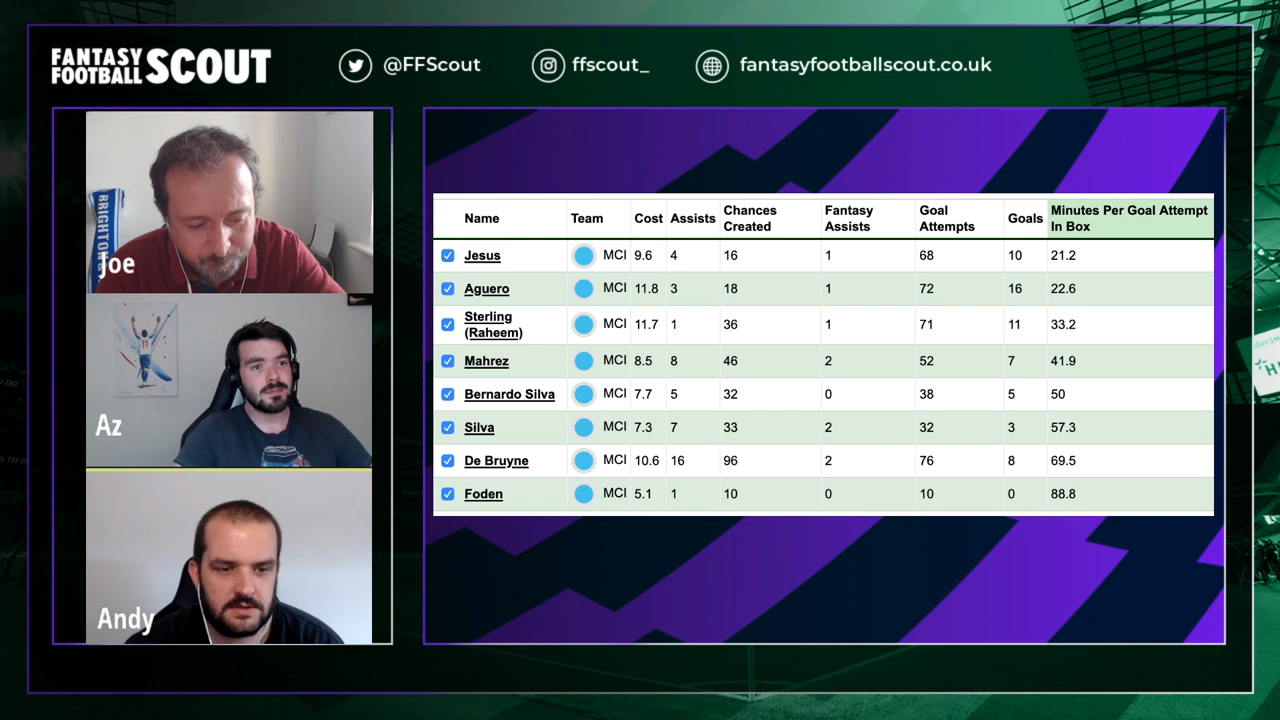 FANTASY
FOOTBALL
SCOUT
@FFScout
ffscout_
fantasyfootballscout.co.uk
BRIGHTON
Joe
11
Az
Andy
Name Team Cost Assists Chances Created Fantasy Assists Goal Attempts Goals Minutes Per Goal Attempt In Box
Jesus MCI 9.6 4 16 1 68 10 21.2
Aguero MCI 11.8 3 18 1 72 16 22.6
Sterling (Raheem) MCI 11.7 1 36 1 71 11 33.2
Mahrez MCI 8.5 8 46 2 52 7 41.9
Bernardo Silva MCI 7.7 5 32 0 38 5 50
Silva MCI 7.3 7 33 2 32 3 57.3
De Bruyne MCI 10.6 16 96 2 76 8 69.5
Foden MCI 5.1 1 10 0 10 0 88.8